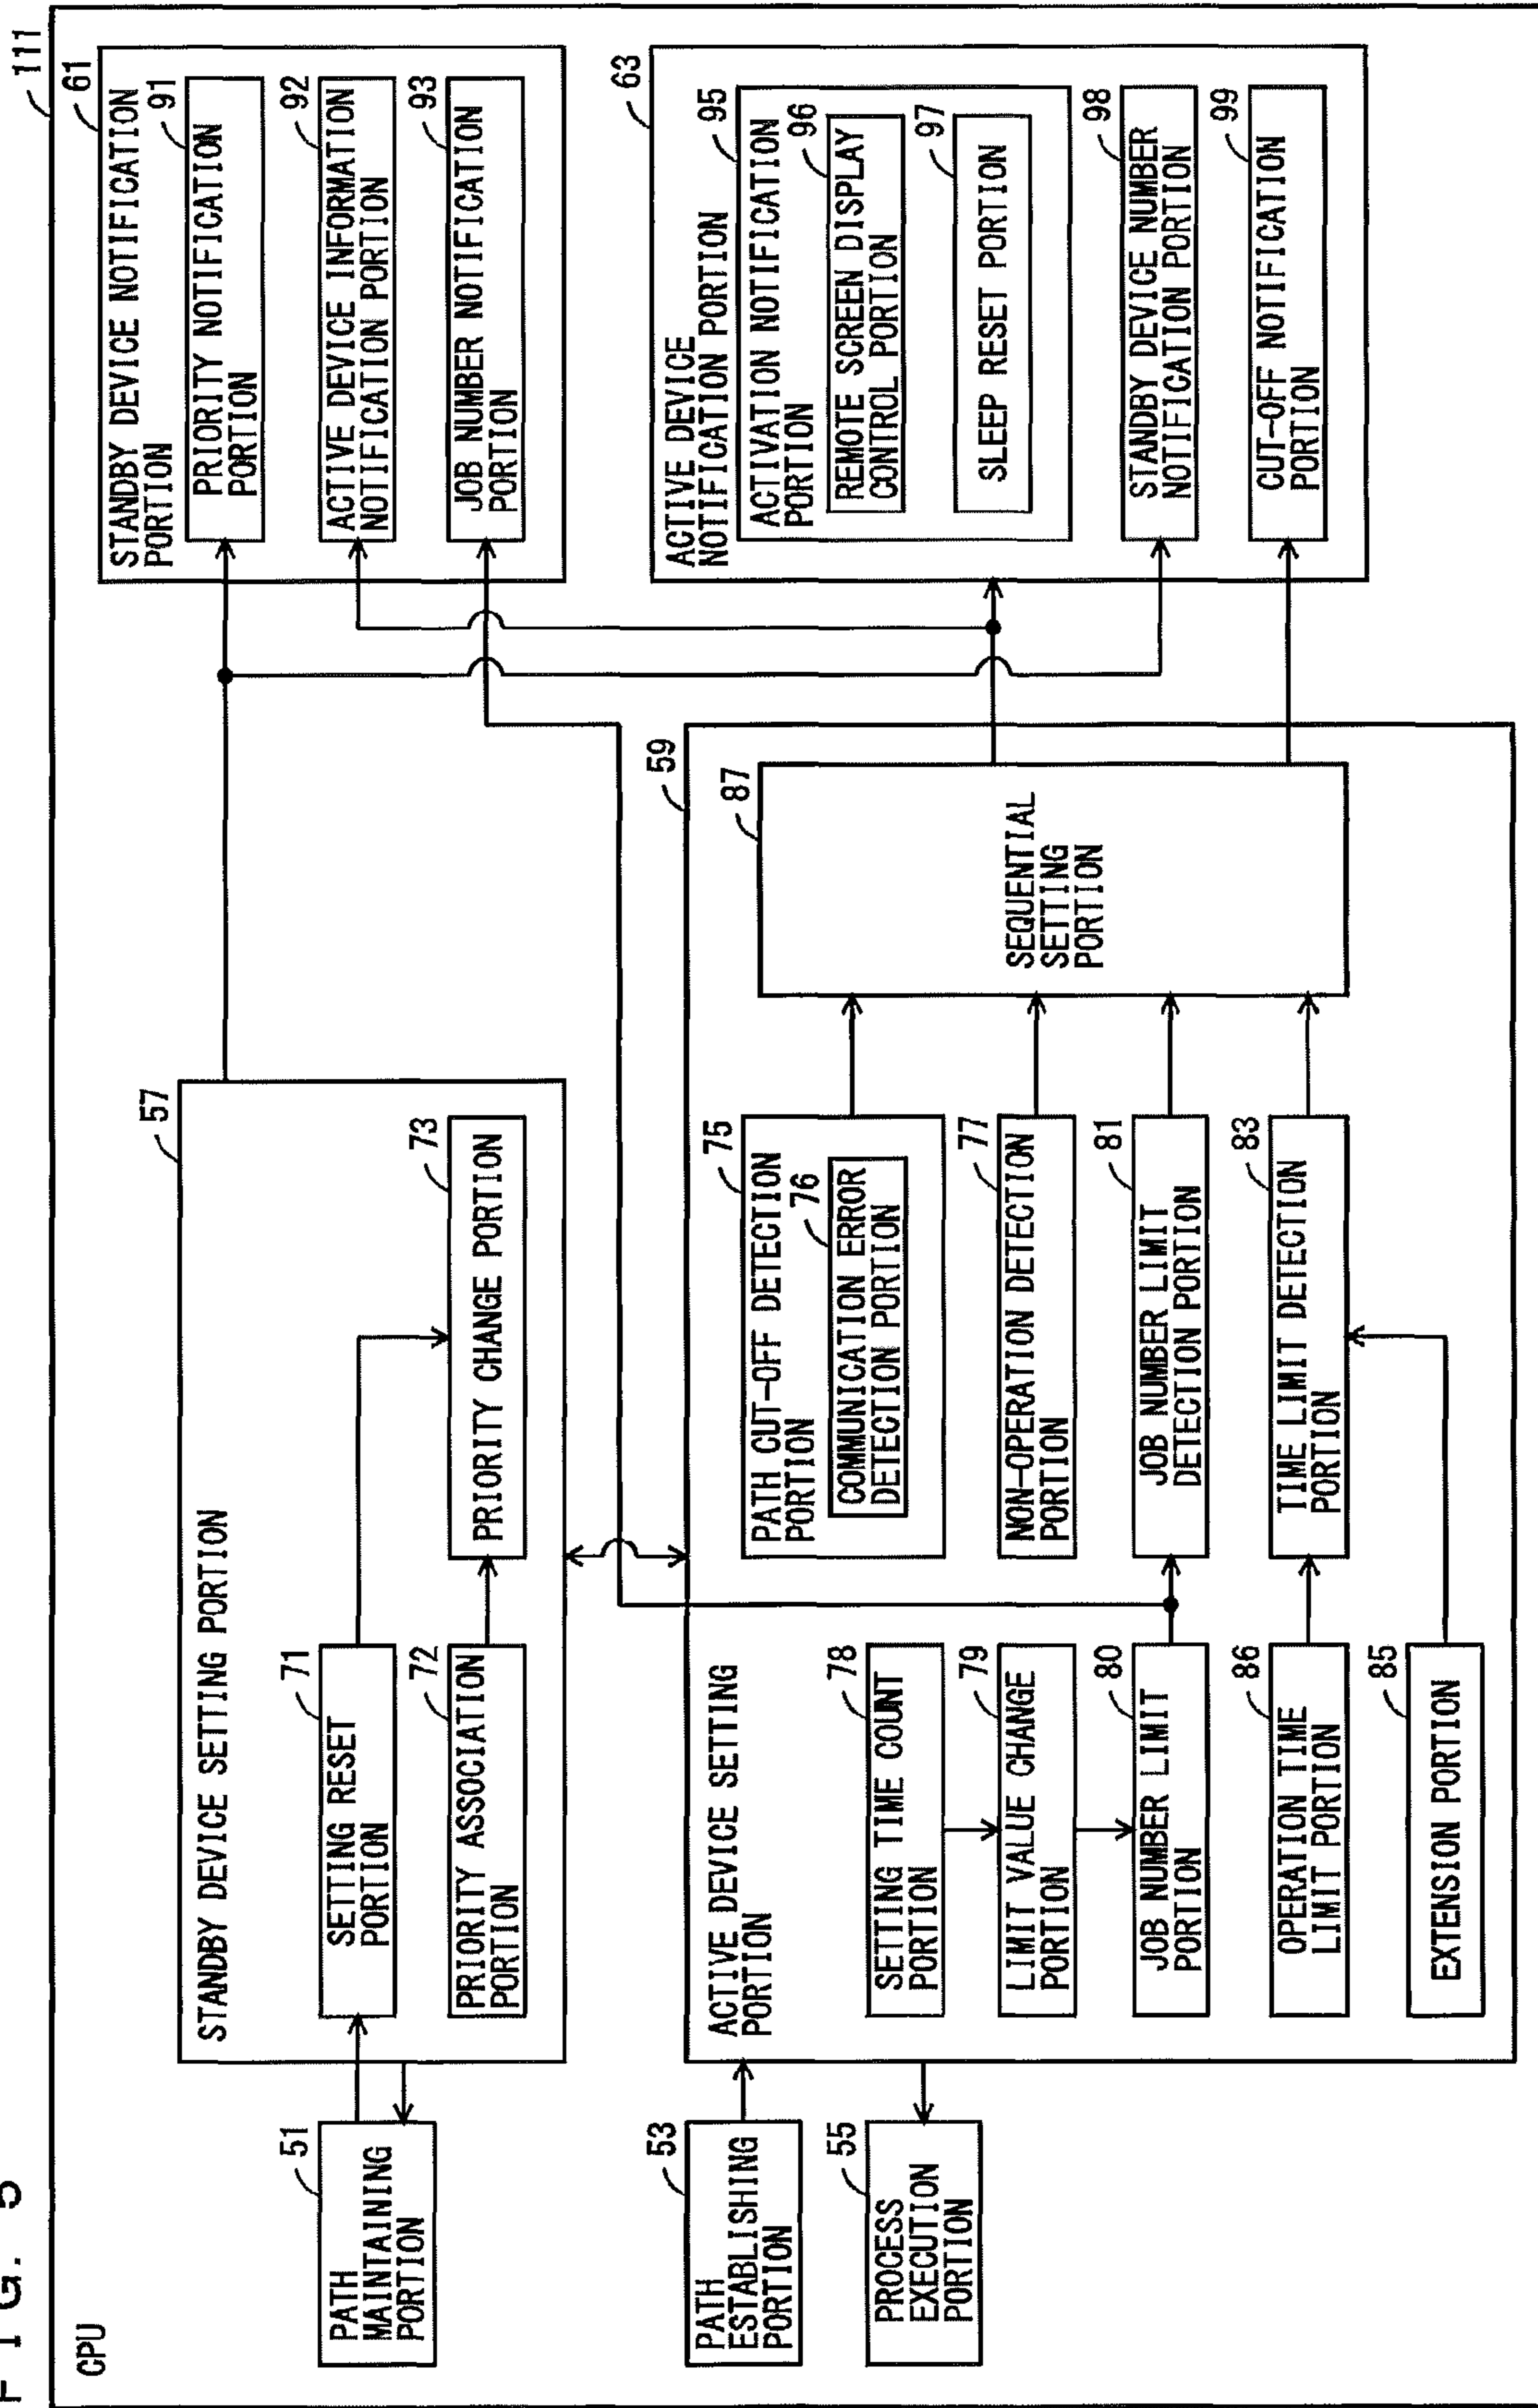 FIG. 5
CPU
111
PATH
MAINTAINING
PORTION
51
PATH
ESTABLISHING
PORTION
53
PROCESS
EXECUTION
PORTION
55
STANDBY DEVICE SETTING PORTION
57
SETTING RESET
PORTION
71
PRIORITY ASSOCIATION
PORTION
72
PRIORITY CHANGE PORTION
73
ACTIVE DEVICE SETTING
PORTION
59
SETTING TIME COUNT
PORTION
78
LIMIT VALUE CHANGE
PORTION
79
JOB NUMBER LIMIT
PORTION
80
OPERATION TIME
LIMIT PORTION
86
EXTENSION PORTION
85
PATH CUT-OFF DETECTION
PORTION
75
COMMUNICATION ERROR
DETECTION PORTION
76
NON-OPERATION DETECTION
PORTION
77
JOB NUMBER LIMIT
DETECTION PORTION
81
TIME LIMIT DETECTION
PORTION
83
SEQUENTIAL
SETTING
PORTION
87
STANDBY DEVICE NOTIFICATION
PORTION
61
PRIORITY NOTIFICATION
PORTION
91
ACTIVE DEVICE INFORMATION
NOTIFICATION PORTION
92
JOB NUMBER NOTIFICATION
PORTION
93
ACTIVE DEVICE
NOTIFICATION PORTION
63
ACTIVATION NOTIFICATION
PORTION
95
REMOTE SCREEN DISPLAY
CONTROL PORTION
96
SLEEP RESET PORTION
97
STANDBY DEVICE NUMBER
NOTIFICATION PORTION
98
CUT-OFF NOTIFICATION
PORTION
99